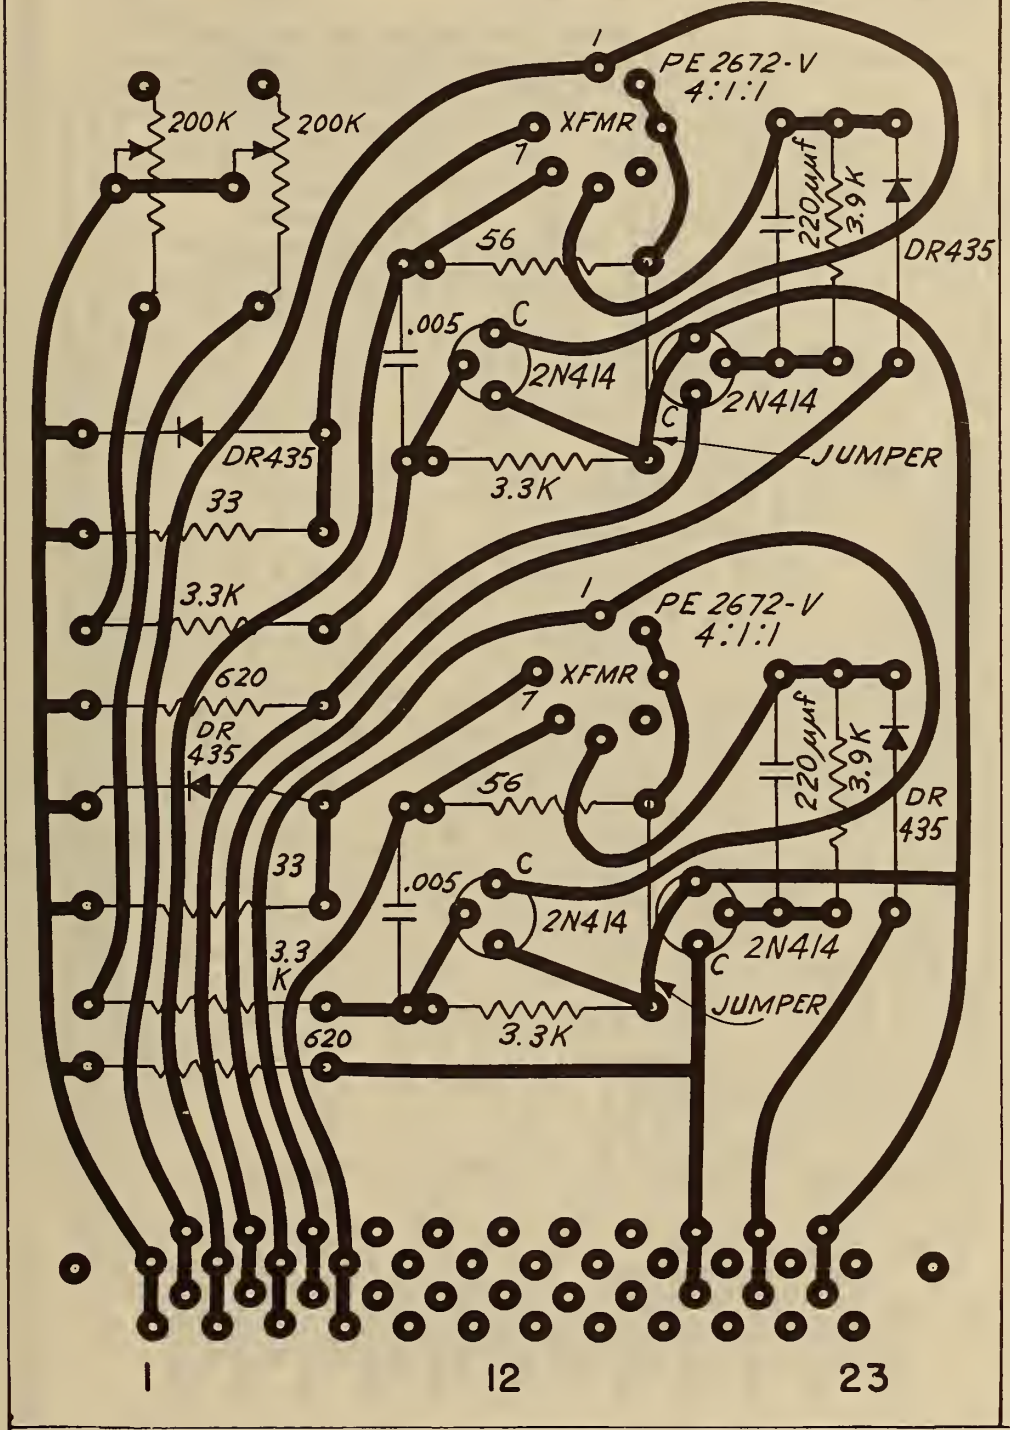 1
PE 2672-V
4:1:1
200K
200K
XFMR
7
220μμf
3.9K
56
DR435
.005
C
2N414
C
2N414
DR435
JUMPER
33
3.3K
3.3K
1
PE 2672-V
4:1:1
620
XFMR
7
DR
435
220μμf
3.9K
56
DR
435
33
.005
C
2N414
2N414
3.3
K
C
JUMPER
620
3.3K
1
12
23